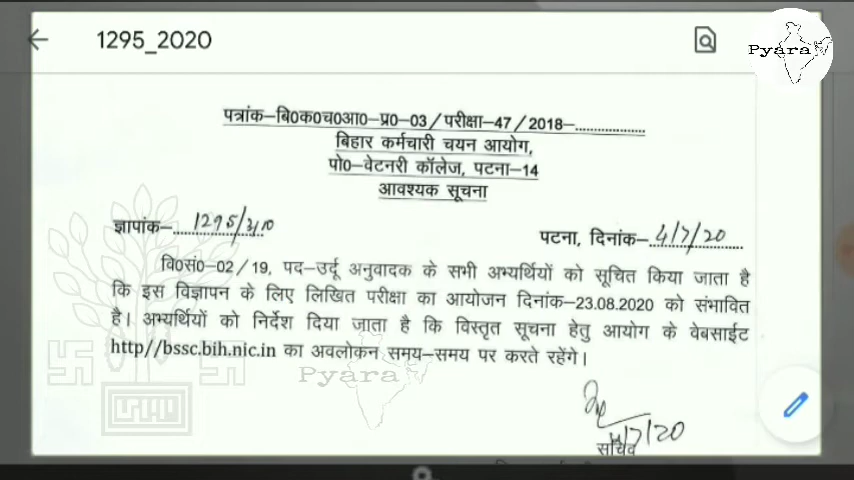 1295_2020
Pyara
पत्रांक–बि0क0च0आ0–प्र0–03/परीक्षा–47/2018–....................
बिहार कर्मचारी चयन आयोग,
पो0–वेटनरी कॉलेज, पटना–14
आवश्यक सूचना
ज्ञापांक–
पटना, दिनांक–4/7/20
वि0सं0–02/19, पद–उर्दू अनुवादक के सभी अभ्यर्थियों को सूचित किया जाता है
कि इस विज्ञापन के लिए लिखित परीक्षा का आयोजन दिनांक–23.08.2020 को संभावित
है। अभ्यर्थियों को निर्देश दिया जाता है कि विस्तृत सूचना हेतु आयोग के वेबसाईट
http//bssc.bih.nic.in का अवलोकन समय–समय पर करते रहेंगे।
Pyara
4/7/20
सचिव